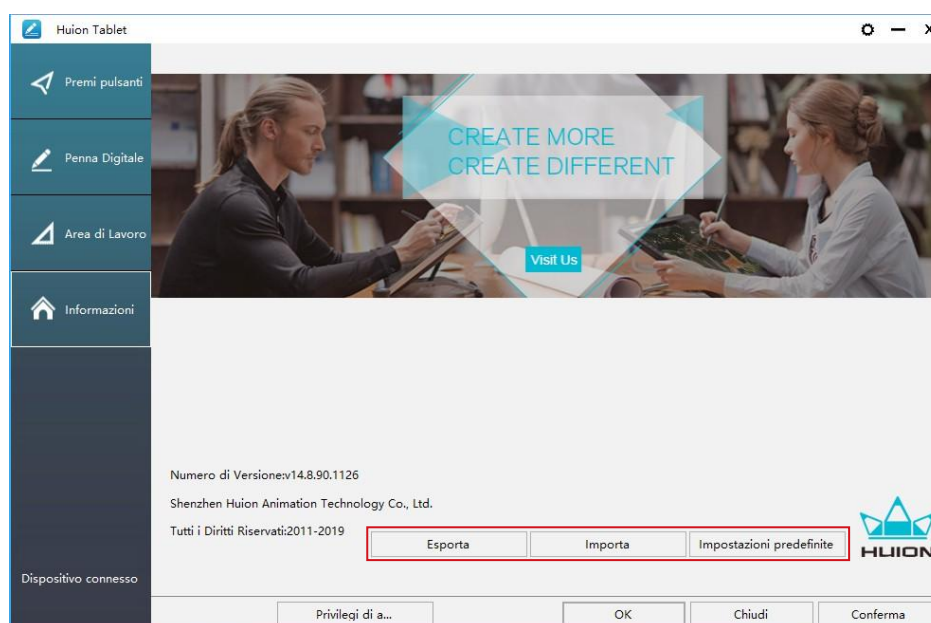 Huion Tablet
Premi pulsanti
CREATE MORE
CREATE DIFFERENT
Penna Digitale
Area di Lavoro
Visit Us
Informazioni
Numero di Versione:v14.8.90.1126
Shenzhen Huion Animation Technology Co., Ltd.
Tutti i Diritti Riservati:2011-2019
Esporta
Importa
Impostazioni predefinite
HUION
Dispositivo connesso
Privilegi di a...
OK
Chiudi
Conferma